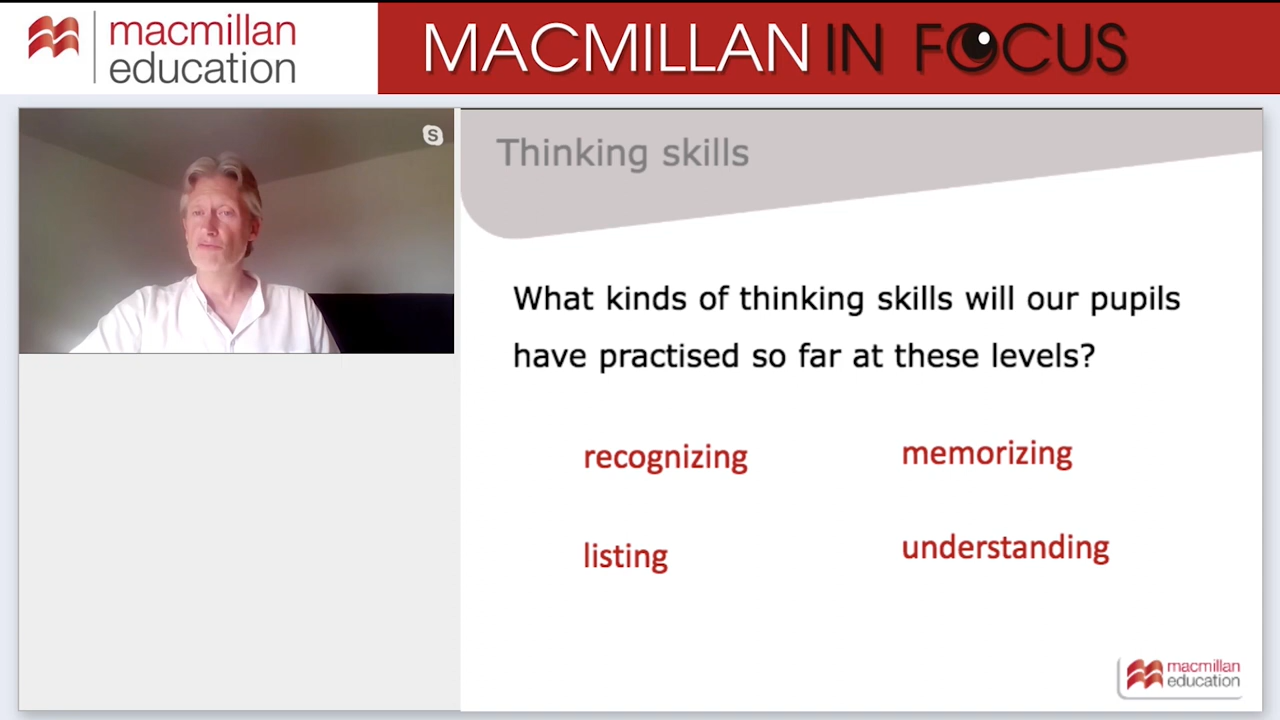 macmillan
education
MACMILLAN IN FOCUS
S
Thinking skills
What kinds of thinking skills will our pupils
have practised so far at these levels?
recognizing
memorizing
listing
understanding
macmillan
education